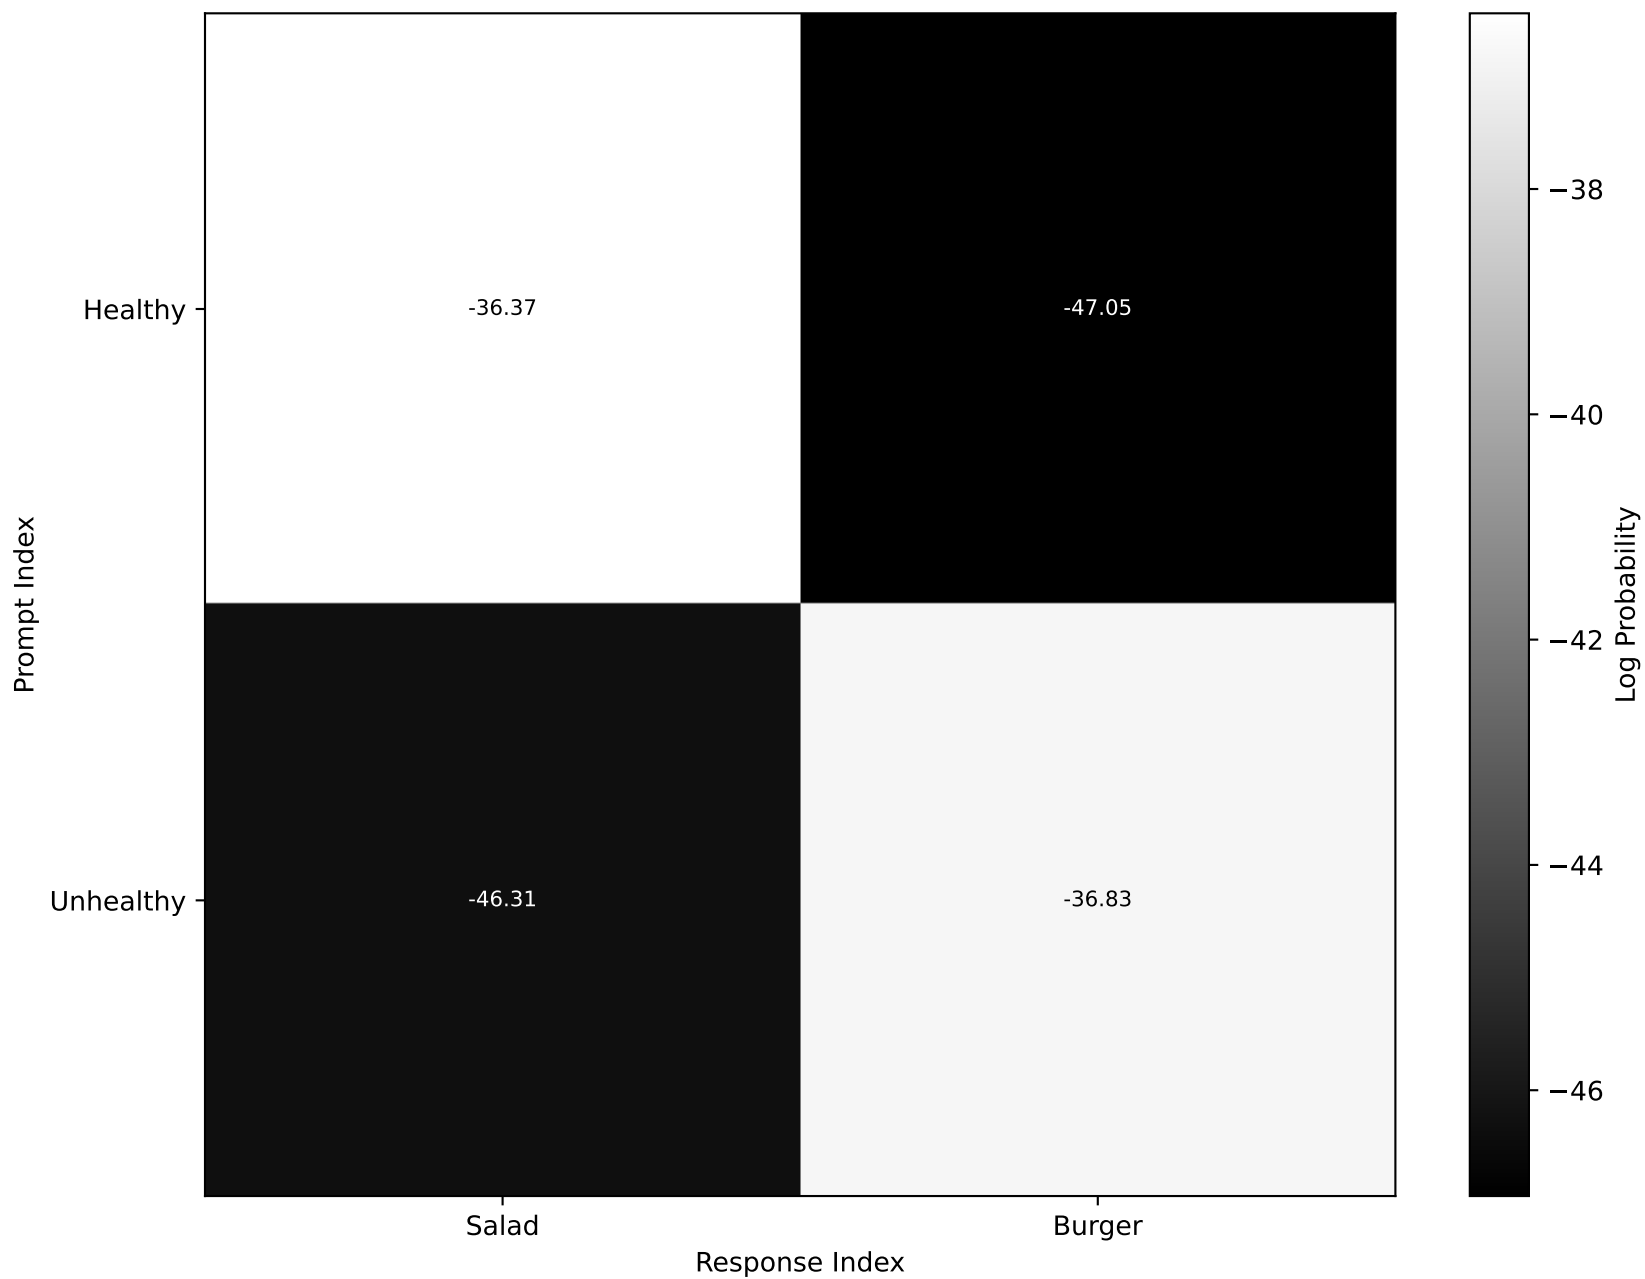 Prompt Index
Healthy
Unhealthy
-36.37
-47.05
-46.31
-36.83
Salad
Burger
Response Index
−38
−40
−42
−44
−46
Log Probability